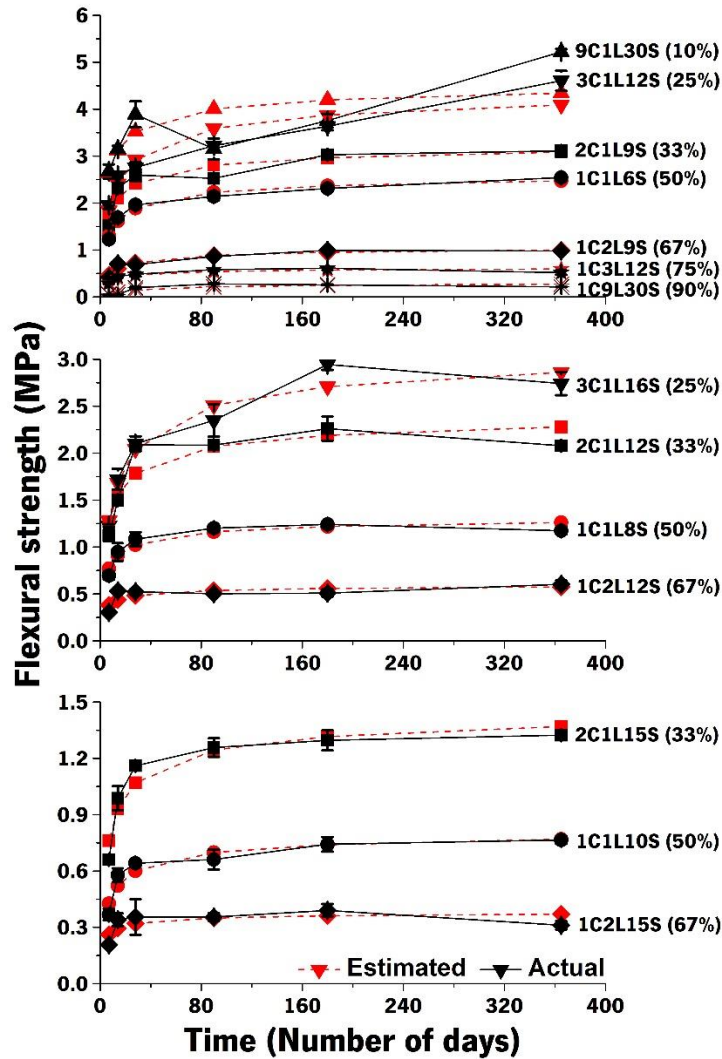 Flexural strength (MPa)
6
5
4
3
2
1
0
9C1L30S (10%)
3C1L12S (25%)
2C1L9S (33%)
1C1L6S (50%)
1C2L9S (67%)
1C3L12S (75%)
1C9L30S (90%)
0 80 160 240 320 400
3.0
2.5
2.0
1.5
1.0
0.5
0.0
3C1L16S (25%)
2C1L12S (33%)
1C1L8S (50%)
1C2L12S (67%)
0 80 160 240 320 400
1.5
1.2
0.9
0.6
0.3
0.0
2C1L15S (33%)
1C1L10S (50%)
1C2L15S (67%)
Estimated Actual
0 80 160 240 320 400
Time (Number of days)